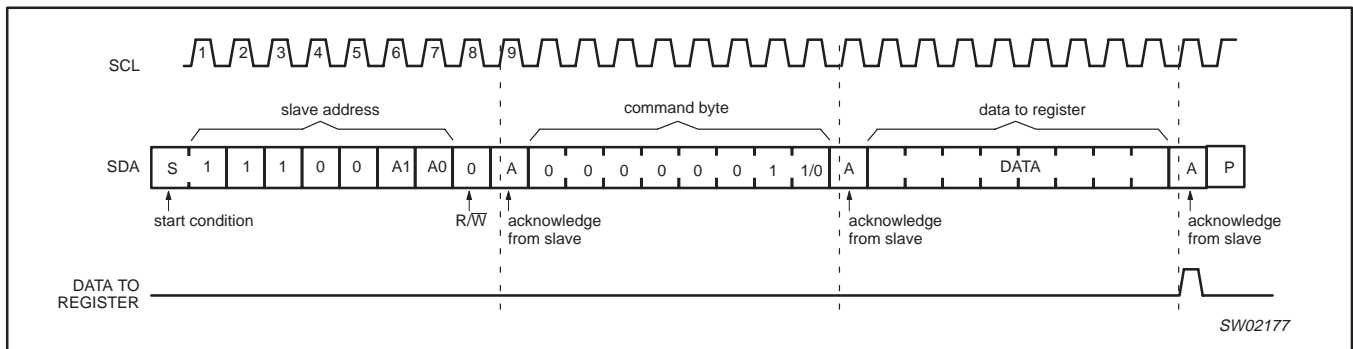 SCL
1 2 3 4 5 6 7 8 9
slave address
command byte
data to register
SDA
S 1 1 1 0 0 A1 A0 0 A 0 0 0 0 0 0 1 1/0 A DATA A P
start condition
R/W̅
acknowledge
from slave
acknowledge
from slave
acknowledge
from slave
DATA TO
REGISTER
SW02177